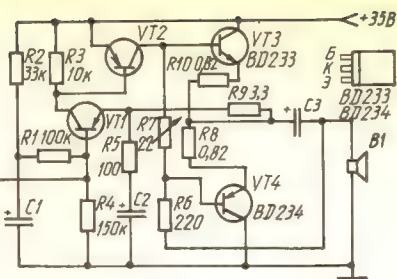 +35В
R2
33к
R3
10к
VT2
VT3
BD233
R10 0,82
Б
К
Э
BD233
BD234
R9 3,3
C3
+
VT1
R1 100к
R5
100
R7
22
R8
0,82
B1
VT4
BD234
C1
+
R4
150к
C2
+
R6
220